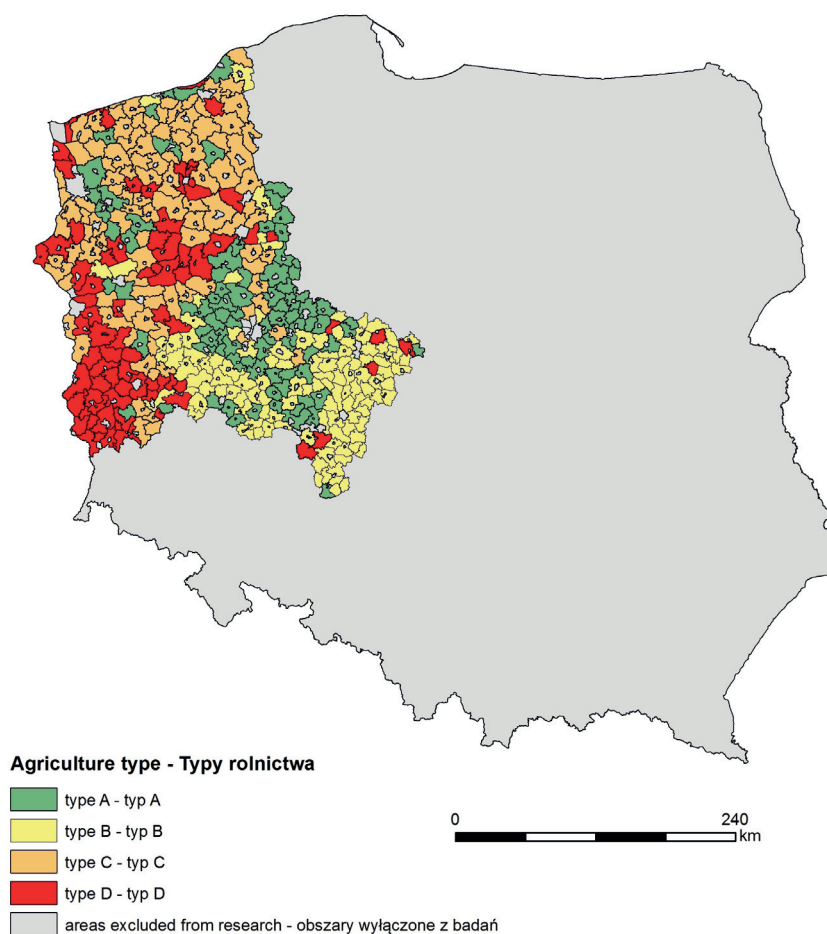 Agriculture type - Typy rolnictwa
type A - typ A
type B - typ B
type C - typ C
type D - typ D
areas excluded from research - obszary wyłączone z badań
0 240
km